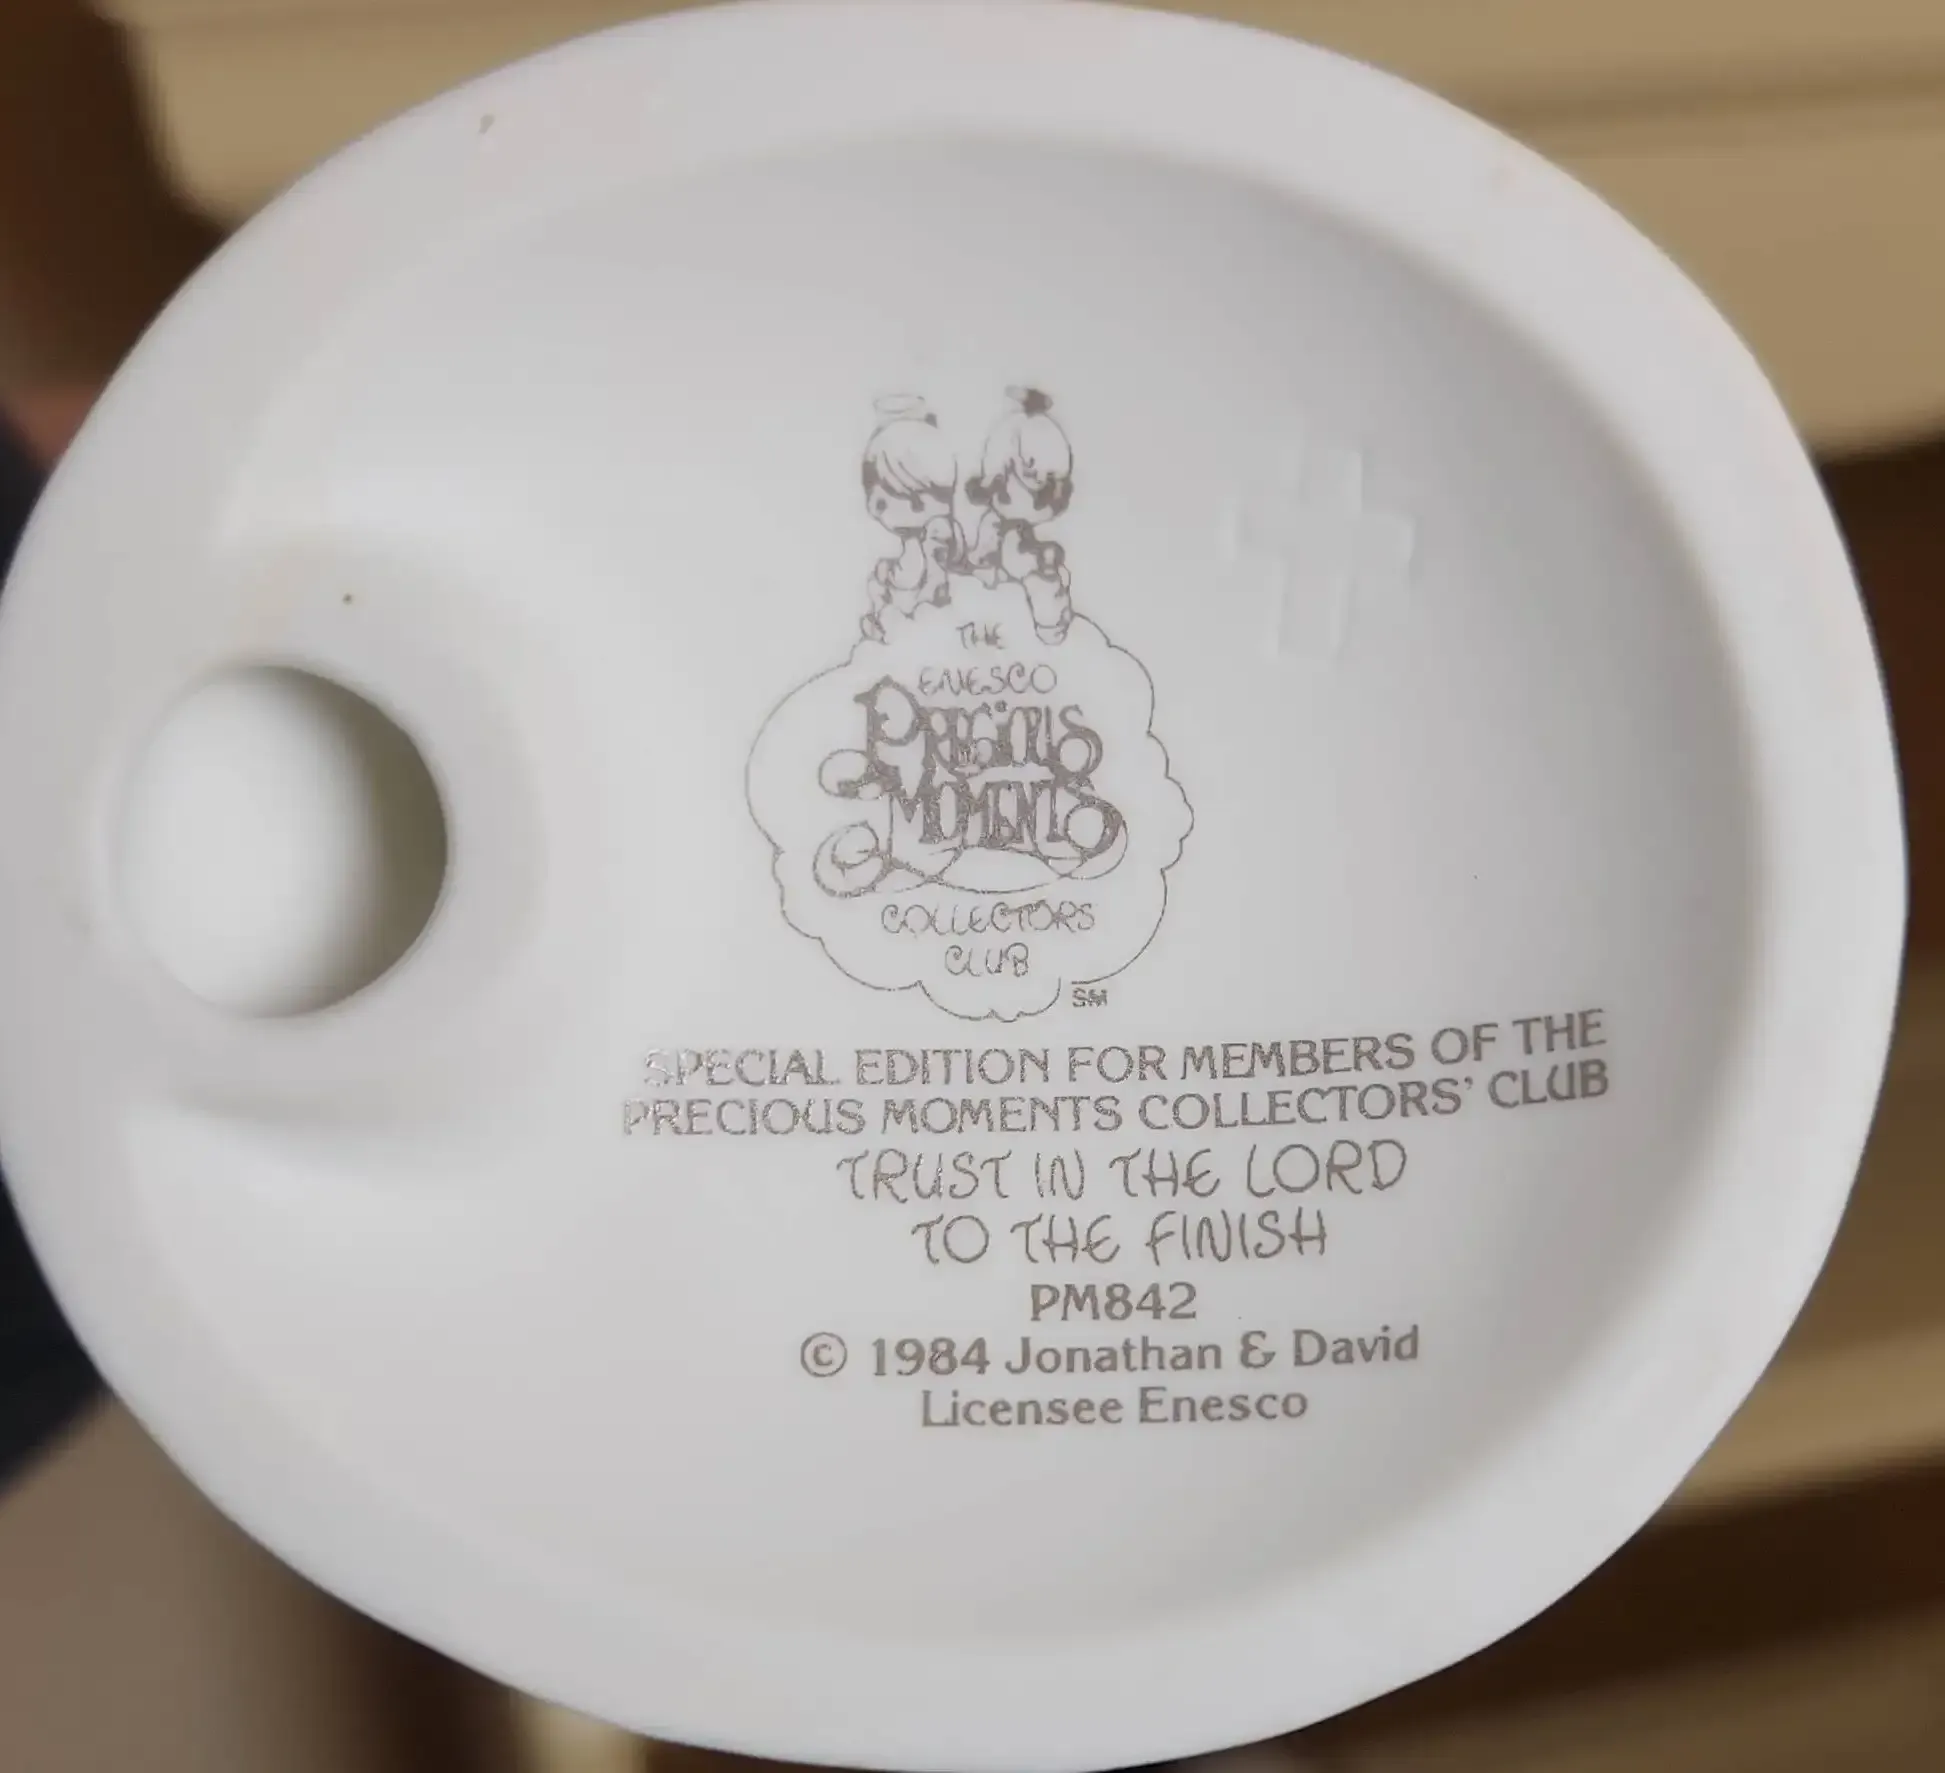 THE
ENESCO
PRECIOUS
MOMENTS
COLLECTORS
CLUB
SM
SPECIAL EDITION FOR MEMBERS OF THE
PRECIOUS MOMENTS COLLECTORS' CLUB
TRUST IN THE LORD
TO THE FINISH
PM842
© 1984 Jonathan & David
Licensee Enesco